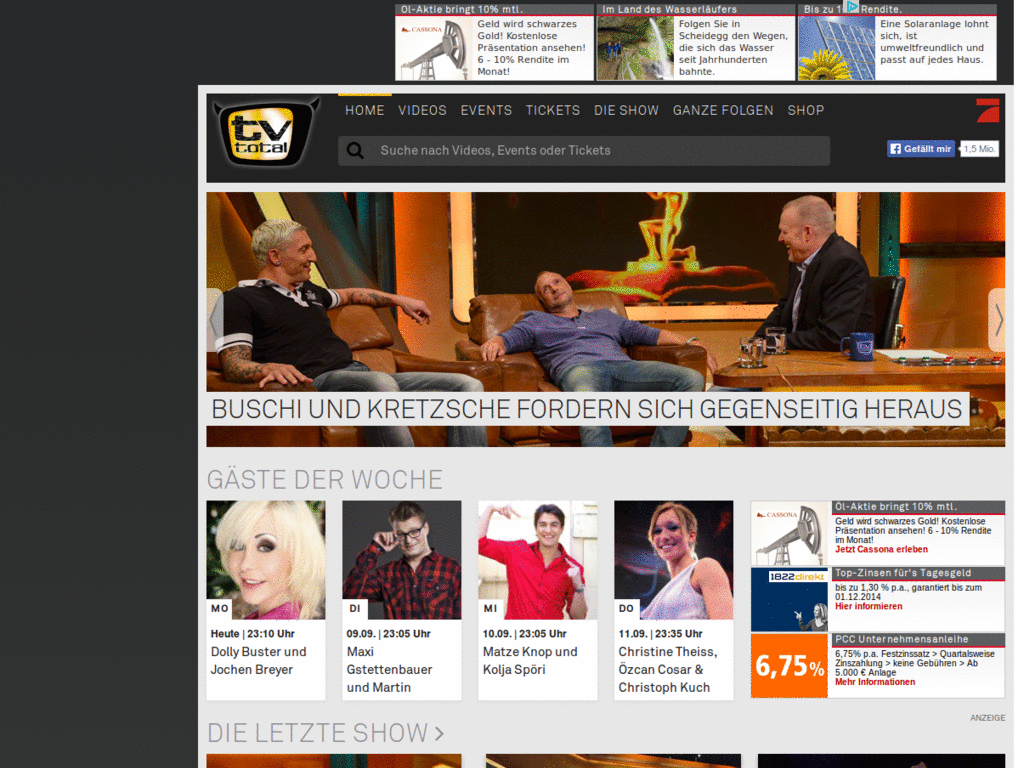 Öl-Aktie bringt 10% mtl.
Geld wird schwarzes
Gold! Kostenlose
Präsentation ansehen!
6 - 10% Rendite im
Monat!
CASSONA
Im Land des Wasserläufers
Folgen Sie in
Scheidegg den Wegen,
die sich das Wasser
seit Jahrhunderten
bahnte.
Rendite.
Eine Solaranlage lohnt
sich, ist
umweltfreundlich und
passt auf jedes Haus.
tv
total
HOME VIDEOS EVENTS TICKETS DIE SHOW GANZE FOLGEN SHOP
Suche nach Videos, Events oder Tickets
Gefällt mir 1,5 Mio.
BUSCHI UND KRETZSCHE FORDERN SICH GEGENSEITIG HERAUS
GÄSTE DER WOCHE
MO
Heute | 23:10 Uhr
Dolly Buster und
Jochen Breyer
DI
09.09. | 23:05 Uhr
Maxi
Gstettenbauer
und Martin
MI
10.09. | 23:05 Uhr
Matze Knop und
Kolja Spöri
DO
11.09. | 23:35 Uhr
Christine Theiss,
Özcan Cosar &
Christoph Kuch
CASSONA
Öl-Aktie bringt 10% mtl.
Geld wird schwarzes Gold! Kostenlose
Präsentation ansehen! 6 - 10% Rendite
im Monat!
Jetzt Cassona erleben
1822direkt
Top-Zinsen für's Tagesgeld
bis zu 1,30 % p.a., garantiert bis zum
01.12.2014
Hier informieren
6,75%
PCC Unternehmensanleihe
6,75% p.a. Festzinssatz > Quartalsweise
Zinszahlung > keine Gebühren > Ab
5.000 € Anlage
Mehr Informationen
ANZEIGE
DIE LETZTE SHOW >